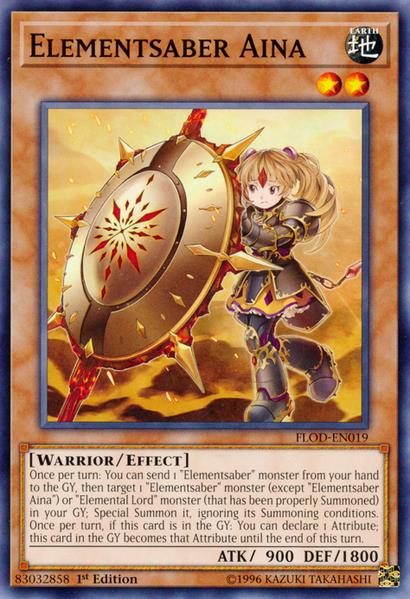 Elementsaber Aina
EARTH
地
FLOD-EN019
[Warrior/Effect]
Once per turn: You can send 1 "Elementsaber" monster from your hand
to the GY, then target 1 "Elementsaber" monster (except "Elementsaber
Aina") or "Elemental Lord" monster (that has been properly Summoned)
in your GY; Special Summon it, ignoring its Summoning conditions.
Once per turn, if this card is in the GY: You can declare 1 Attribute;
this card in the GY becomes that Attribute until the end of this turn.
ATK/ 900 DEF/1800
83032858 1st Edition ©1996 KAZUKI TAKAHASHI